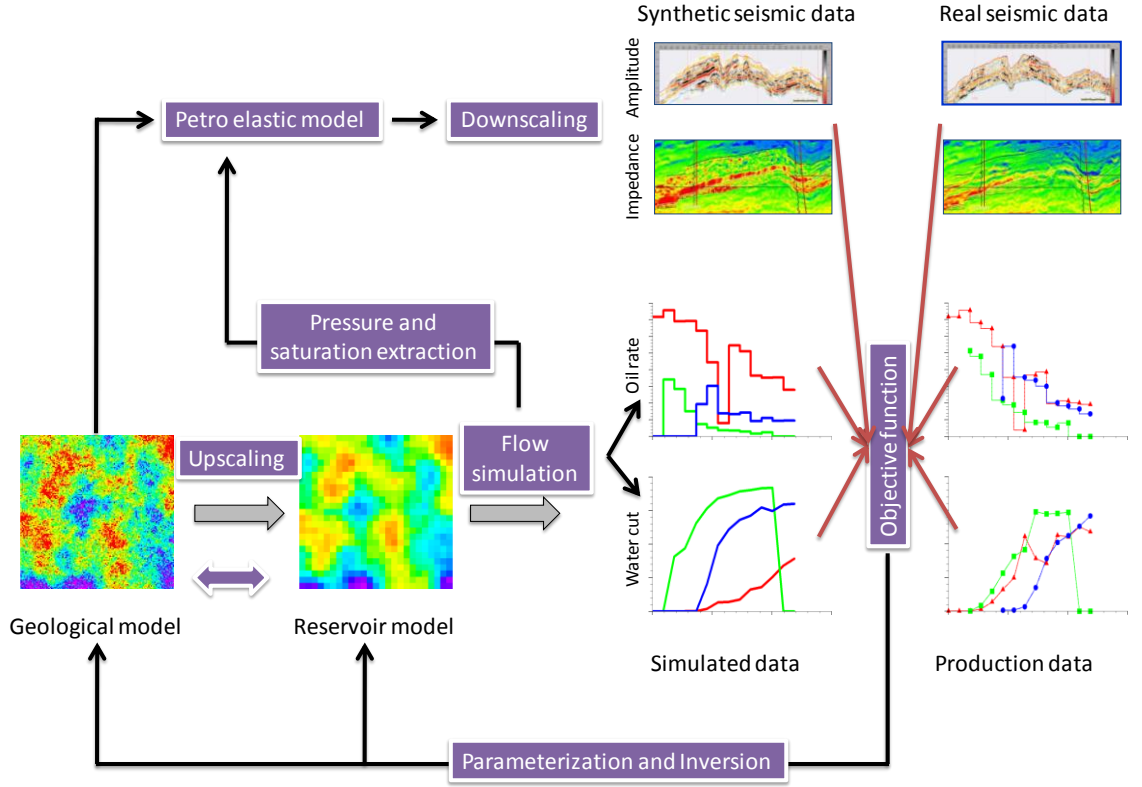 Synthetic seismic data
Real seismic data
Amplitude
Impedance
Petro elastic model
Downscaling
Pressure and
saturation extraction
Oil rate
Water cut
Objective function
Upscaling
Flow
simulation
Geological model
Reservoir model
Simulated data
Production data
Parameterization and Inversion